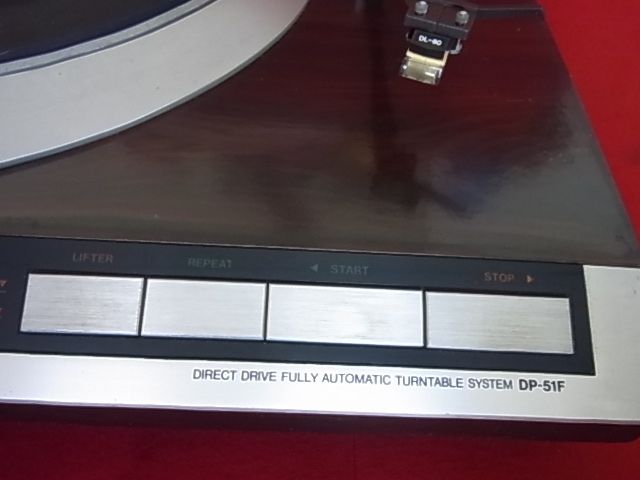 DL-80
LIFTER
REPEAT
◀ START
STOP ▶
DIRECT DRIVE FULLY AUTOMATIC TURNTABLE SYSTEM DP-51F